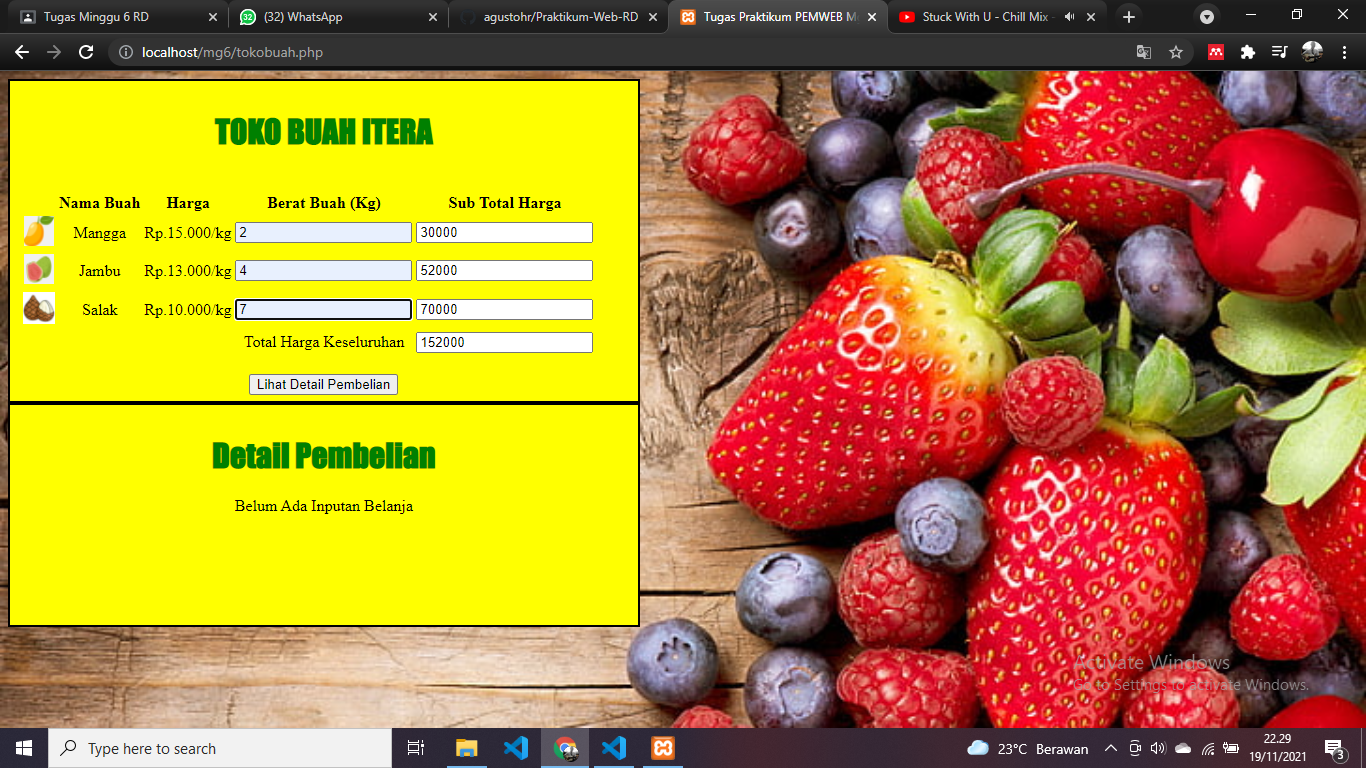 Tugas Minggu 6 RD
(32) WhatsApp
agustohr/Praktikum-Web-RD
Tugas Praktikum PEMWEB M
Stuck With U - Chill Mix -
localhost/mg6/tokobuah.php
TOKO BUAH ITERA
Nama Buah Harga Berat Buah (Kg) Sub Total Harga
Mangga Rp.15.000/kg 2 30000
Jambu Rp.13.000/kg 4 52000
Salak Rp.10.000/kg 7 70000
Total Harga Keseluruhan 152000
Lihat Detail Pembelian
Detail Pembelian
Belum Ada Inputan Belanja
Activate Windows
Go to Settings to activate Windows.
Type here to search
23°C Berawan
22.29
19/11/2021
3